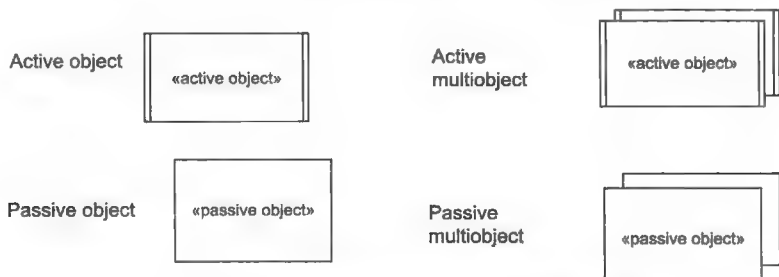 Active object
«active object»
Active
multiobject
«active object»
Passive object
«passive object»
Passive
multiobject
«passive object»